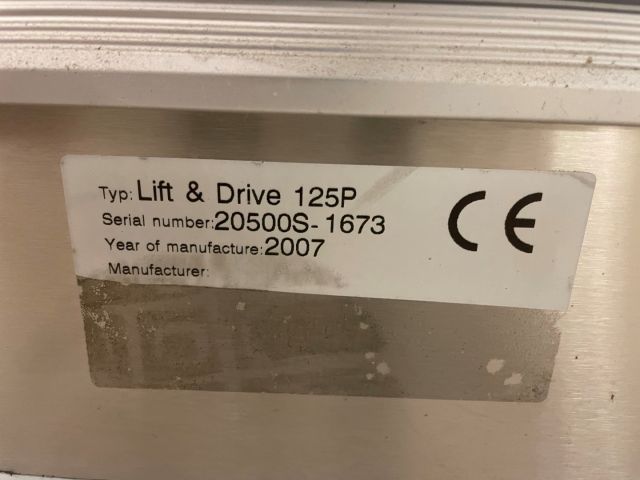 Typ: Lift & Drive 125P
Serial number: 20500S-1673
Year of manufacture: 2007
Manufacturer:
CE